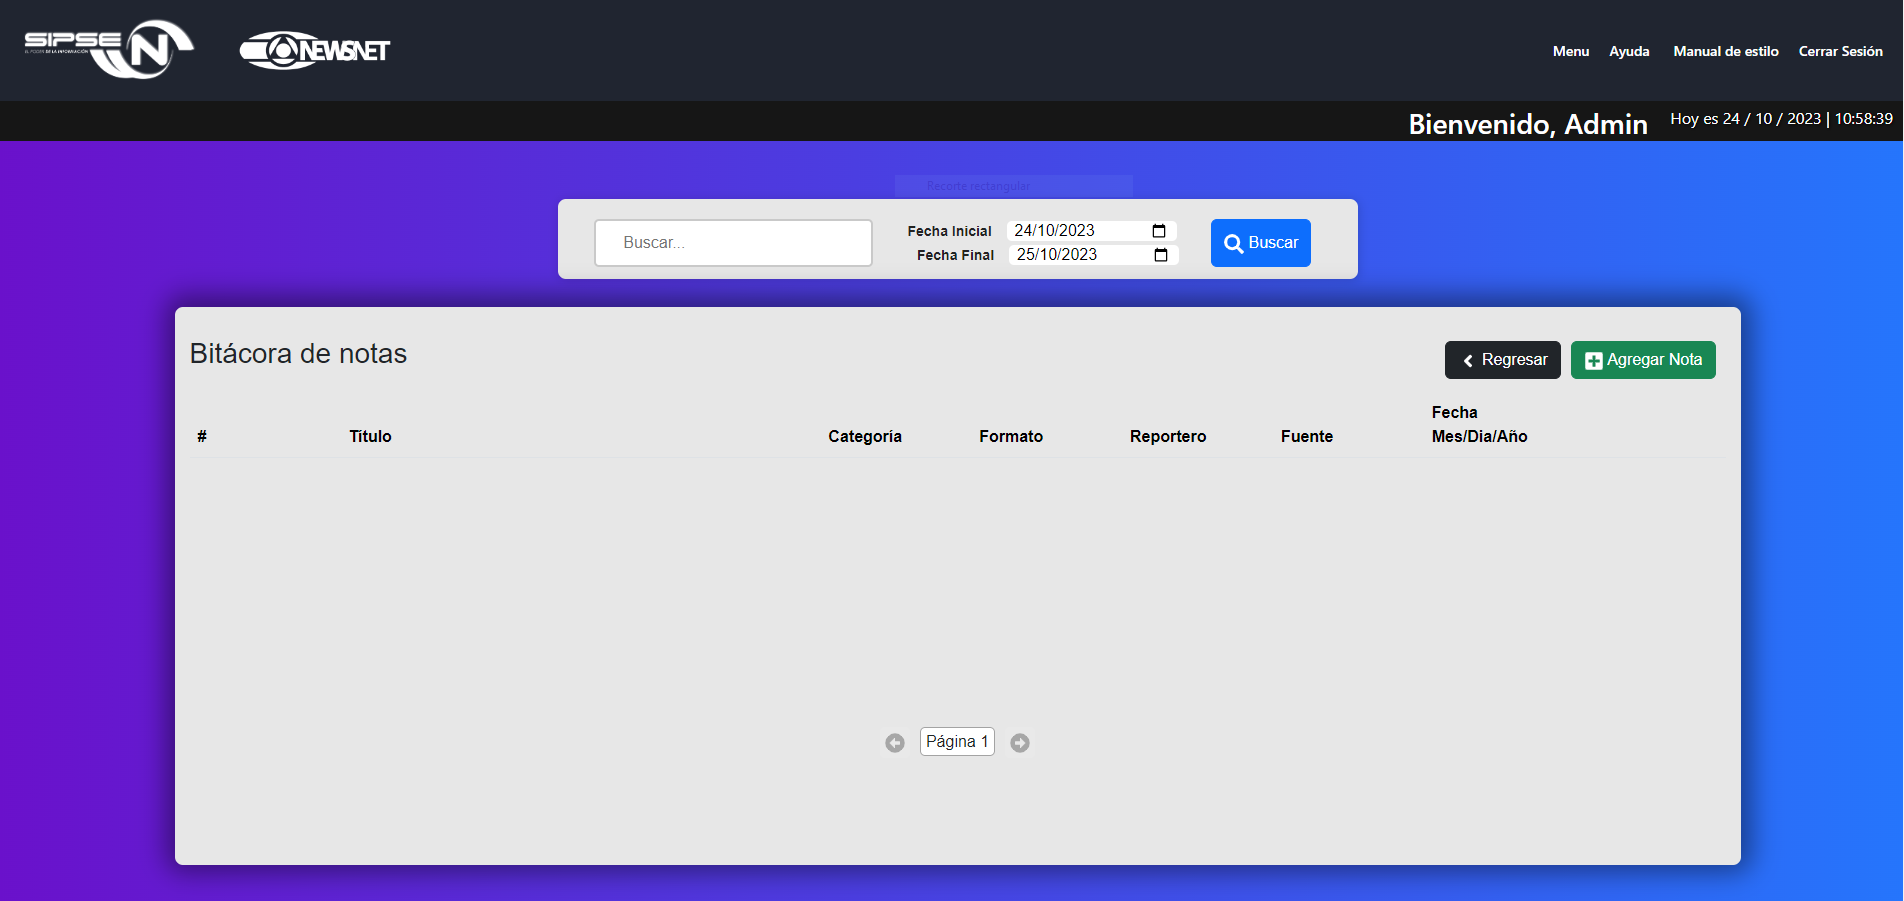 SIPSE N
EL PODER DE LA INFORMACIÓN
NEWSNET
Menu Ayuda Manual de estilo Cerrar Sesión
Bienvenido, Admin Hoy es 24 / 10 / 2023 | 10:58:39
Recorte rectangular
Buscar...
Fecha Inicial 24/10/2023
Fecha Final 25/10/2023
Buscar
Bitácora de notas
Regresar Agregar Nota
# Título Categoría Formato Reportero Fuente Fecha
Mes/Dia/Año
Página 1